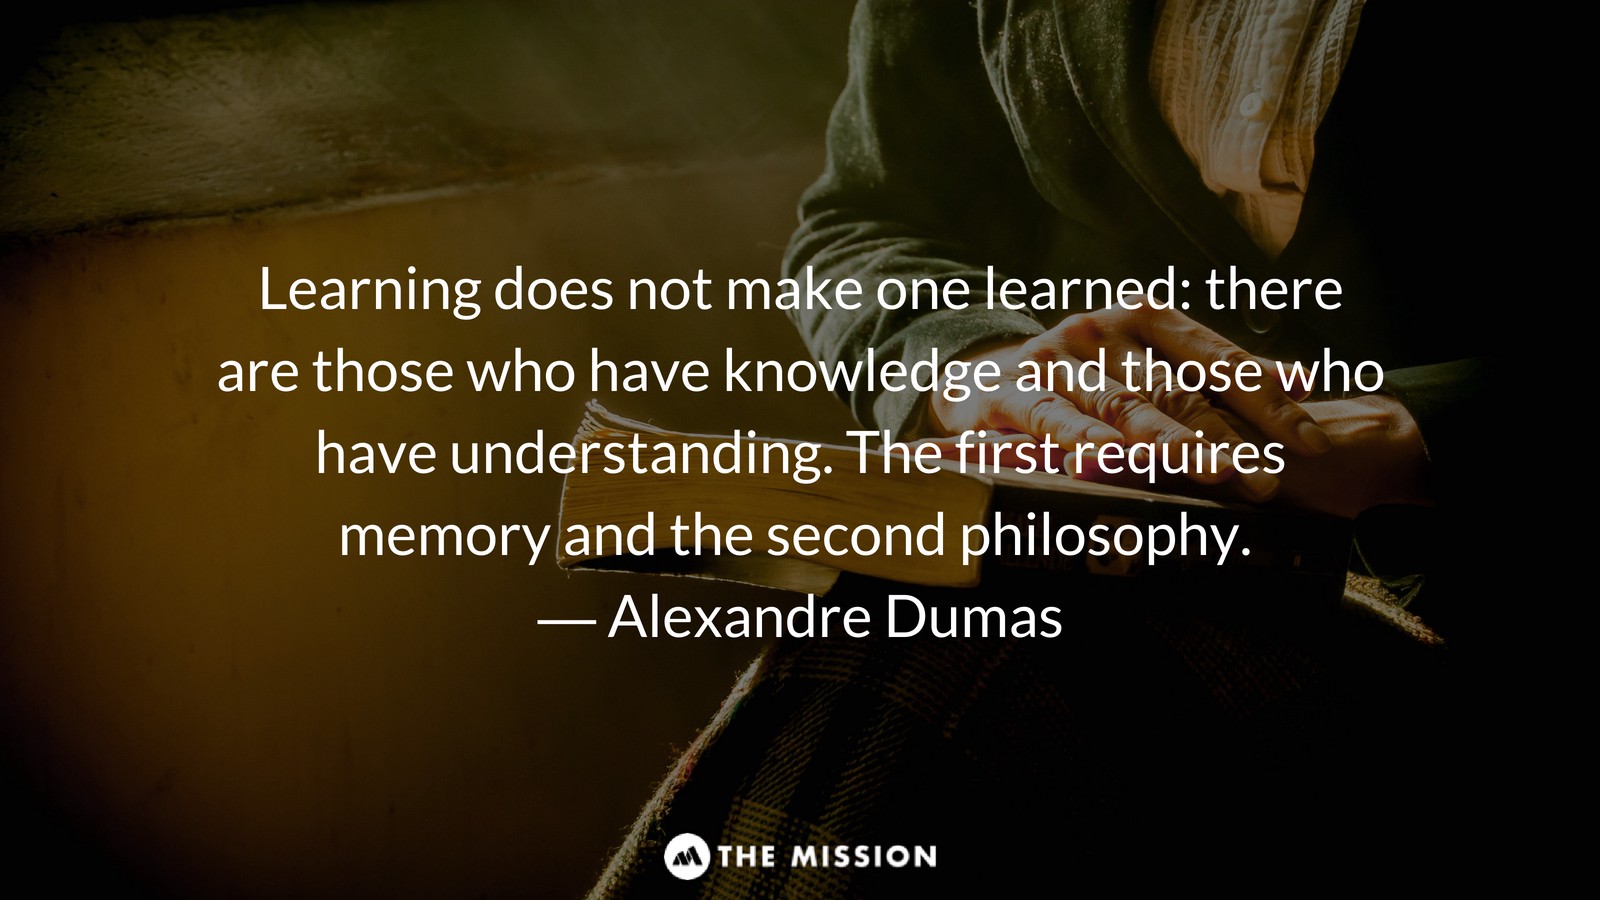 Learning does not make one learned: there
are those who have knowledge and those who
have understanding. The first requires
memory and the second philosophy.
— Alexandre Dumas
THE MISSION